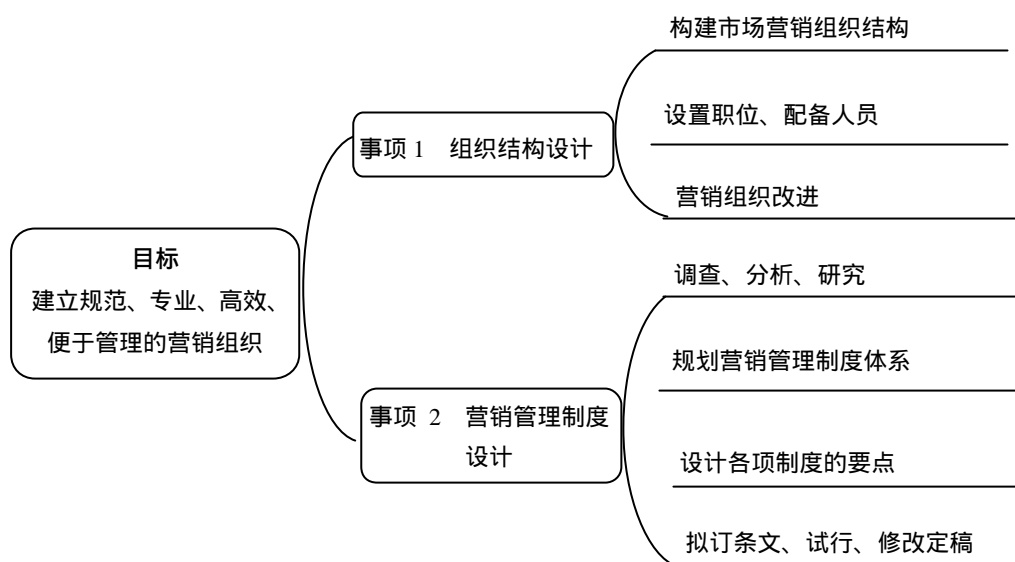 目标
建立规范、专业、高效、
便于管理的营销组织
事项 1 组织结构设计
构建市场营销组织结构
设置职位、配备人员
营销组织改进
事项 2 营销管理制度
设计
调查、分析、研究
规划营销管理制度体系
设计各项制度的要点
拟订条文、试行、修改定稿